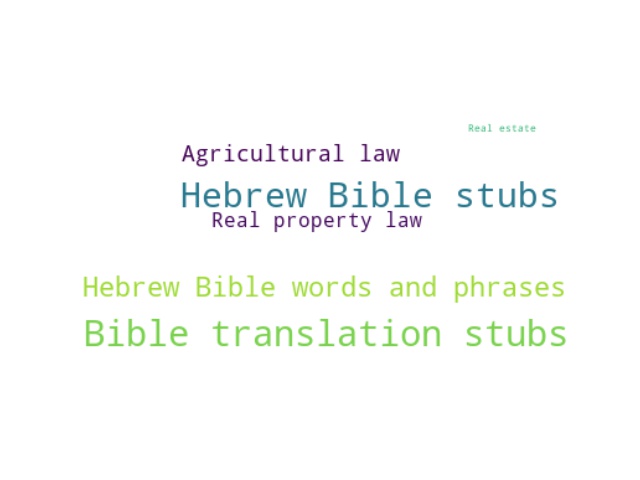 Real estate
Agricultural law
Hebrew Bible stubs
Real property law
Hebrew Bible words and phrases
Bible translation stubs